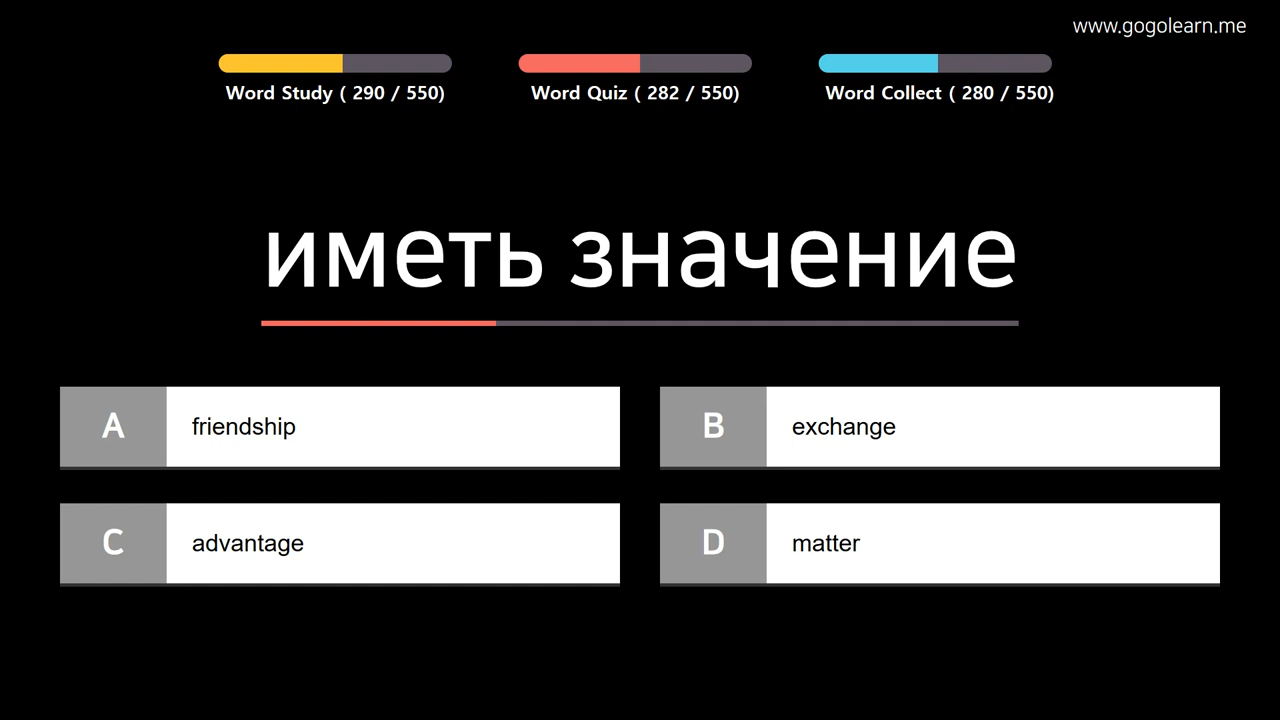 www.gogolearn.me
Word Study ( 290 / 550)
Word Quiz ( 282 / 550)
Word Collect ( 280 / 550)
иметь значение
A friendship
B exchange
C advantage
D matter